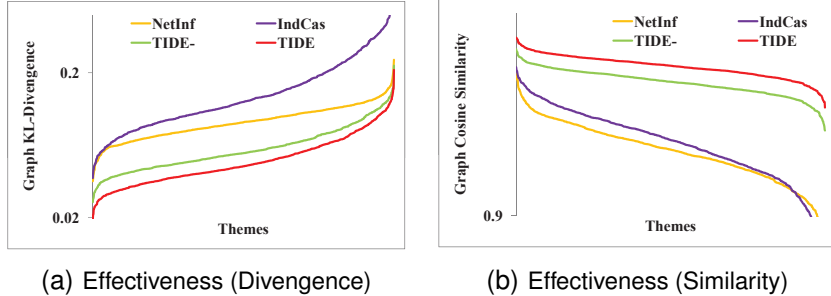 NetInf IndCas
TIDE- TIDE
Graph KL-Divergence
0.2
0.02
Themes
(a) Effectiveness (Divengence)
NetInf IndCas
TIDE- TIDE
Graph Cosine Similarity
0.9
Themes
(b) Effectiveness (Similarity)